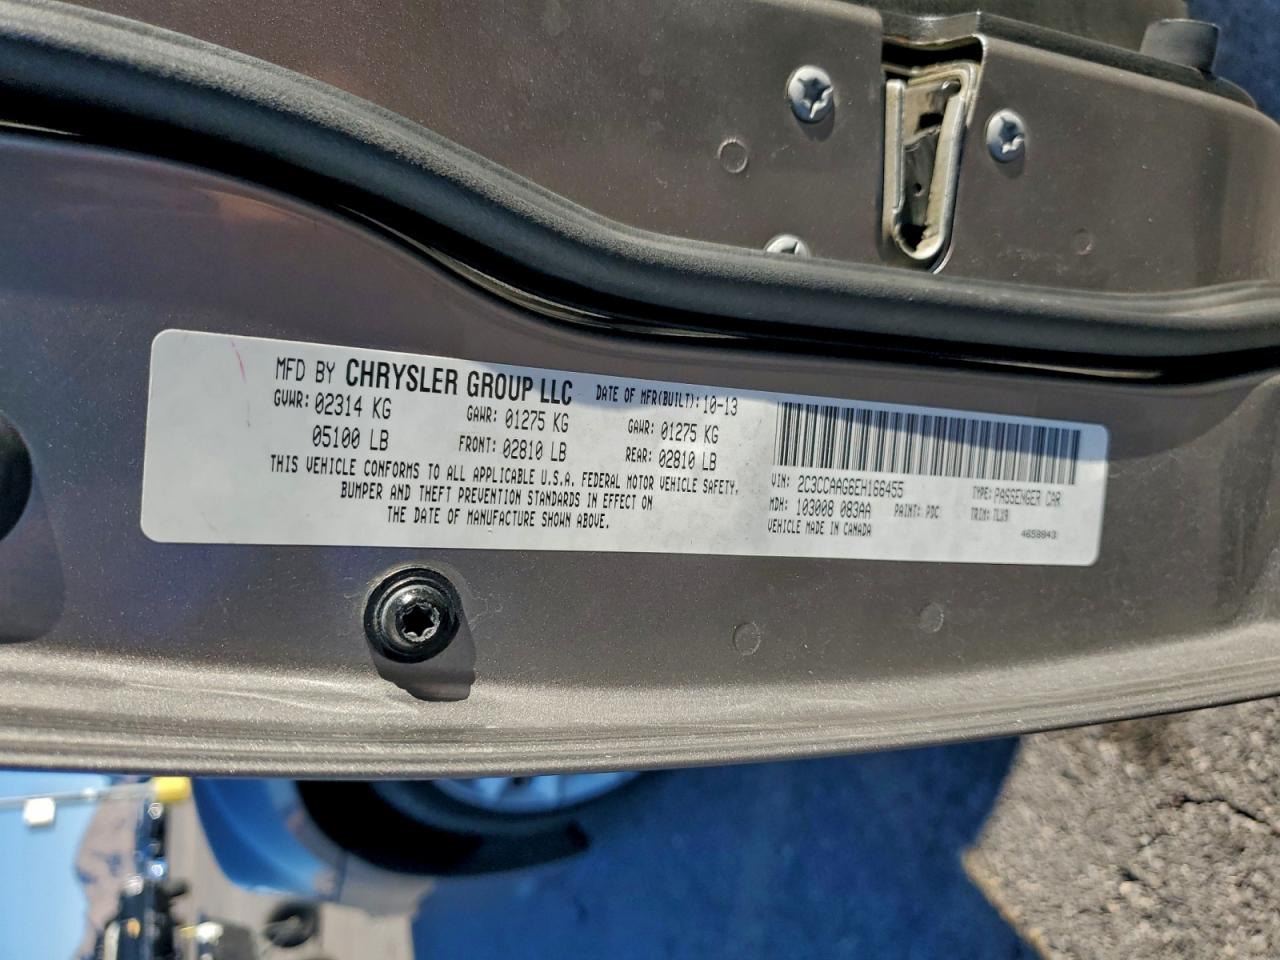 MFD BY CHRYSLER GROUP LLC DATE OF MFR(BUILT): 10-13
GVWR: 02314 KG GAWR: 01275 KG GAWR: 01275 KG
05100 LB FRONT: 02810 LB REAR: 02810 LB
THIS VEHICLE CONFORMS TO ALL APPLICABLE U.S.A. FEDERAL MOTOR VEHICLE SAFETY,
BUMPER AND THEFT PREVENTION STANDARDS IN EFFECT ON
THE DATE OF MANUFACTURE SHOWN ABOVE.
VIN: 2C3CCAAG6EH166455 TYPE: PASSENGER CAR
MDH: 103008 083AA PAINT: PDC TRIM: TLX9
VEHICLE MADE IN CANADA 4658843